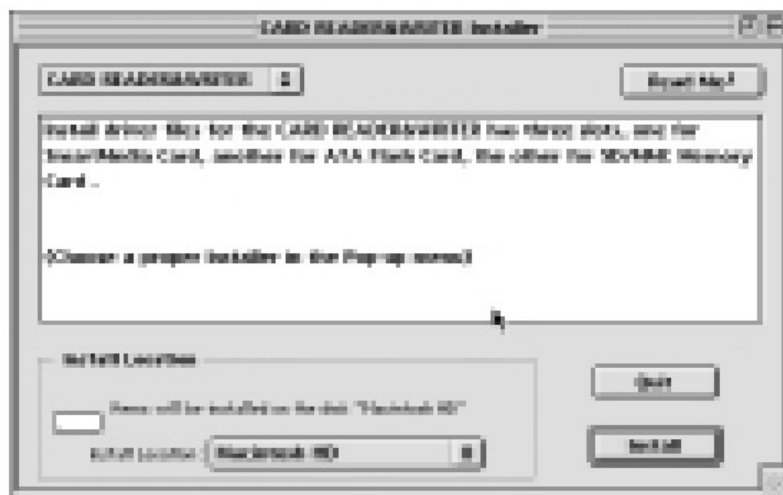 CARD READER&WRITER Installer
CARD READER&WRITER
Read Me?
Install driver files for the CARD READER&WRITER has three slots, one for
SmartMedia Card, another for ATA Flash Card, the other for SD/MMC Memory
Card .
(Choose a proper installer in the Pop-up menu)
Install Location
Items will be installed on the disk "Macintosh HD"
Install Location: Macintosh HD
Quit
Install